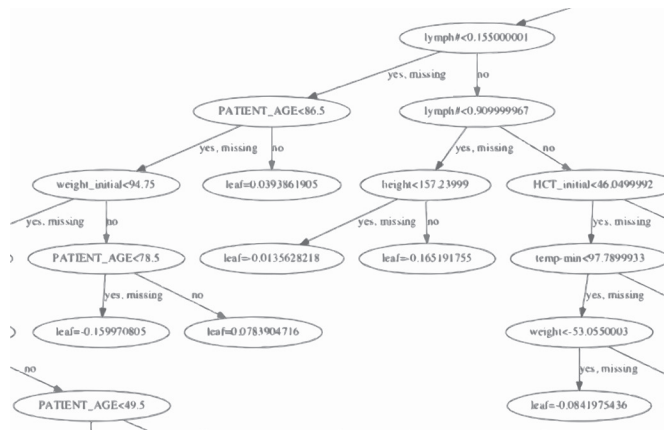 lymph#<0.155000001
yes, missing
no
PATIENT_AGE<86.5
lymph#<0.909999967
yes, missing
no
yes, missing
no
weight_initial<94.75
leaf=0.0393861905
height<157.23999
HCT_initial<46.0499992
yes, missing
no
yes, missing
no
yes, missing
PATIENT_AGE<78.5
leaf=-0.0135628218
leaf=-0.165191755
temp-min<97.7899933
yes, missing
no
yes, missing
leaf=-0.159970805
leaf=0.0783904716
weight<-53.0550003
no
yes, missing
PATIENT_AGE<49.5
leaf=-0.0841975436